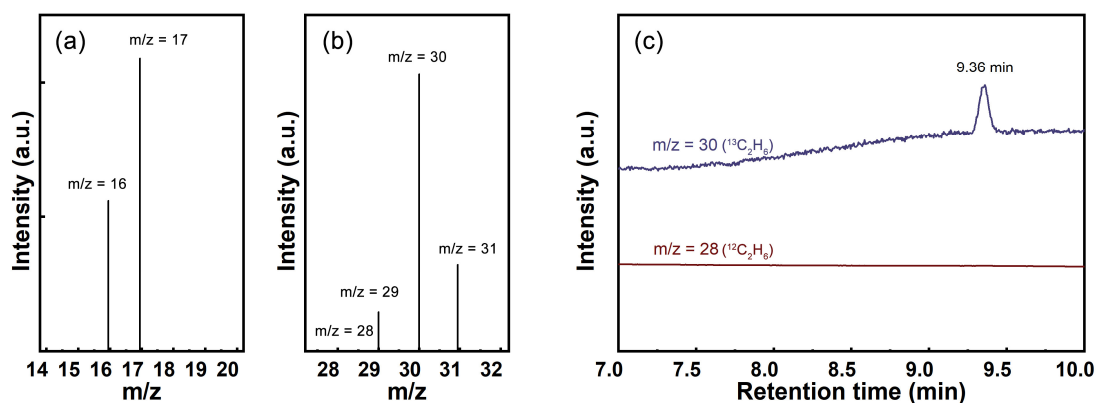 (a)
m/z = 17
m/z = 16
Intensity (a.u.)
14 15 16 17 18 19 20
m/z
(b)
m/z = 30
m/z = 31
m/z = 29
m/z = 28
Intensity (a.u.)
28 29 30 31 32
m/z
(c)
9.36 min
m/z = 30 (¹³C₂H₆)
m/z = 28 (¹²C₂H₆)
Intensity (a.u.)
7.0 7.5 8.0 8.5 9.0 9.5 10.0
Retention time (min)